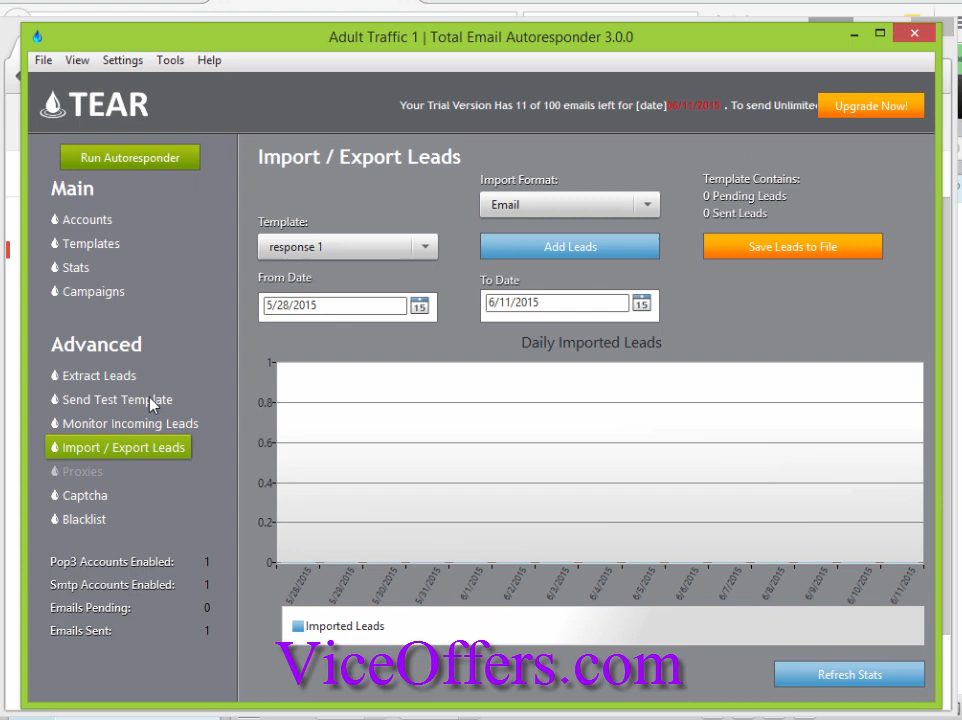 Adult Traffic 1 | Total Email Autoresponder 3.0.0
File View Settings Tools Help
TEAR
Your Trial Version Has 11 of 100 emails left for [date]06/11/2015 . To send Unlimite
Upgrade Now!
Run Autoresponder
Main
Accounts
Templates
Stats
Campaigns
Advanced
Extract Leads
Send Test Template
Monitor Incoming Leads
Import / Export Leads
Proxies
Captcha
Blacklist
Pop3 Accounts Enabled: 1
Smtp Accounts Enabled: 1
Emails Pending: 0
Emails Sent: 1
Import / Export Leads
Import Format:
Email
Template Contains:
0 Pending Leads
0 Sent Leads
Template:
response 1
Add Leads
Save Leads to File
From Date
5/28/2015
15
To Date
6/11/2015
15
Daily Imported Leads
1
0.8
0.6
0.4
0.2
0
5/28/2015 5/29/2015 5/30/2015 5/31/2015 6/1/2015 6/2/2015 6/3/2015 6/4/2015 6/5/2015 6/6/2015 6/7/2015 6/8/2015 6/9/2015 6/10/2015 6/11/2015
Imported Leads
ViceOffers.com
Refresh Stats